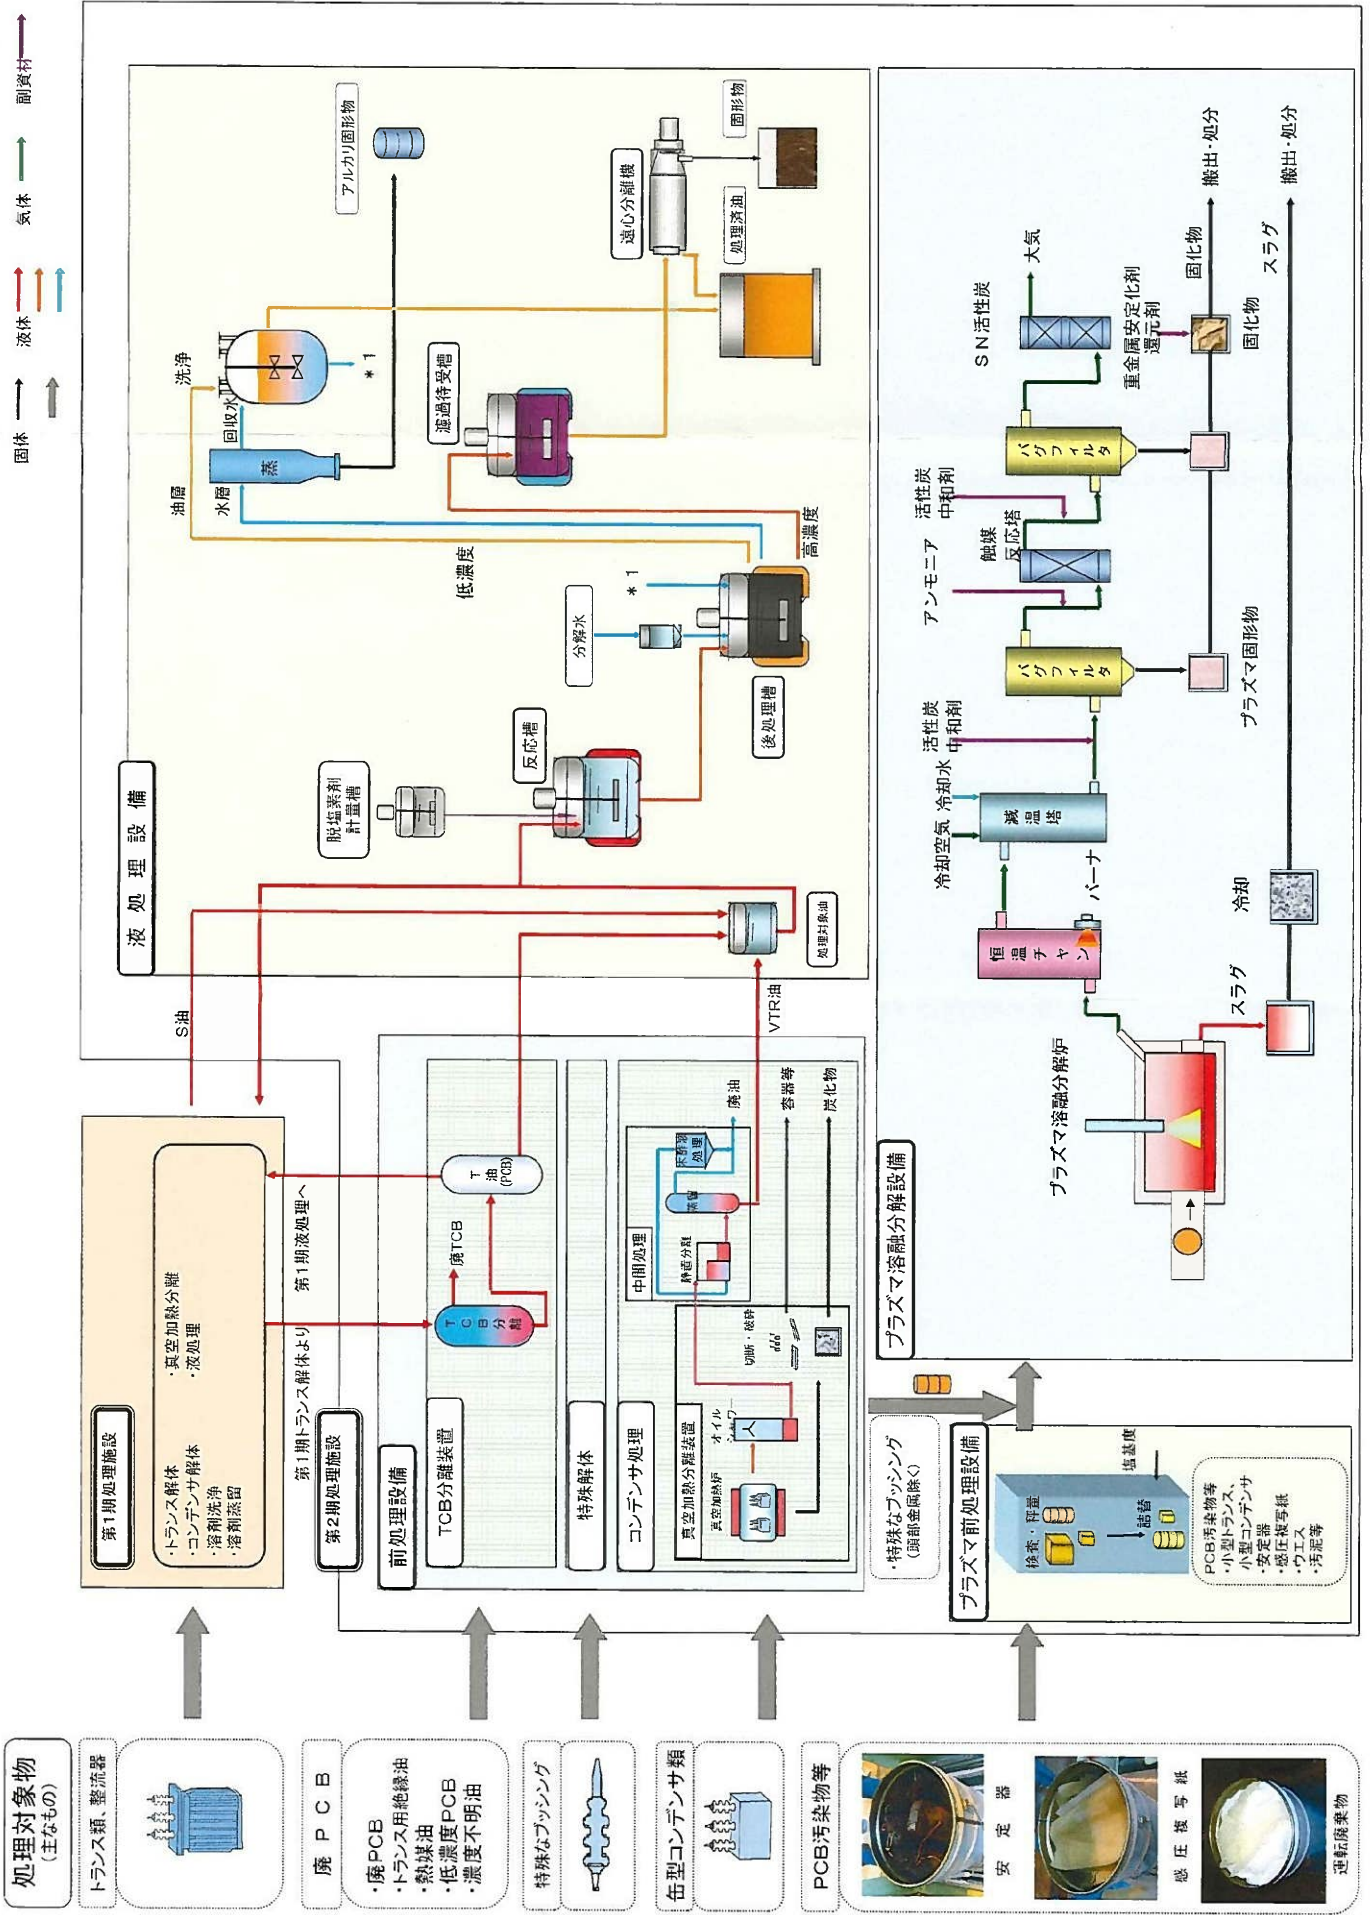 処理対象物
(主なもの)
トランス類、整流器
廃PCB
・廃PCB
・トランス用絶縁油
・熱媒油
・低濃度PCB
・濃度不明油
特殊なブッシング
缶型コンデンサ類
PCB汚染物等
安定器
感圧複写紙
運転廃棄物
固体
液体
気体
副資材
第1期処理施設
・トランス解体
・コンデンサ解体
・溶剤洗浄
・溶剤蒸留
・真空加熱分離
・液処理
第1期トランス解体より
第1期液処理へ
S油
第2期処理施設
前処理設備
TCB分離装置
TCB分離
廃TCB
T油
(PCB)
特殊解体
コンデンサ処理
真空加熱分離装置
真空加熱炉
オイル
シャワー
切断・破砕
中間処理
静置分離
蒸留
処理
廃油
容器等
炭化物
VTR油
液処理設備
処理対象油
脱塩素剤
計量槽
反応槽
後処理槽
分解水
*1
低濃度
高濃度
油層
水層
蒸
回収水
洗浄
*1
アルカリ固形物
濾過待受槽
遠心分離機
処理済油
固形物
・特殊なブッシング
(頭部金属除く)
プラズマ前処理設備
検査・秤量
詰替
塩基度
PCB汚染物等
・小型トランス、
小型コンデンサ
・安定器
・感圧複写紙
・ウエス
・汚泥等
プラズマ溶融分解設備
プラズマ溶融分解炉
スラグ
冷却
スラグ
搬出・処分
恒温チャン
バーナ
冷却空気
冷却水
減温塔
活性炭
中和剤
バグフィルタ
アンモニア
触媒
反応塔
活性炭
中和剤
バグフィルタ
SN活性炭
大気
プラズマ固形物
重金属安定化剤
還元剤
固化物
固化物
搬出・処分